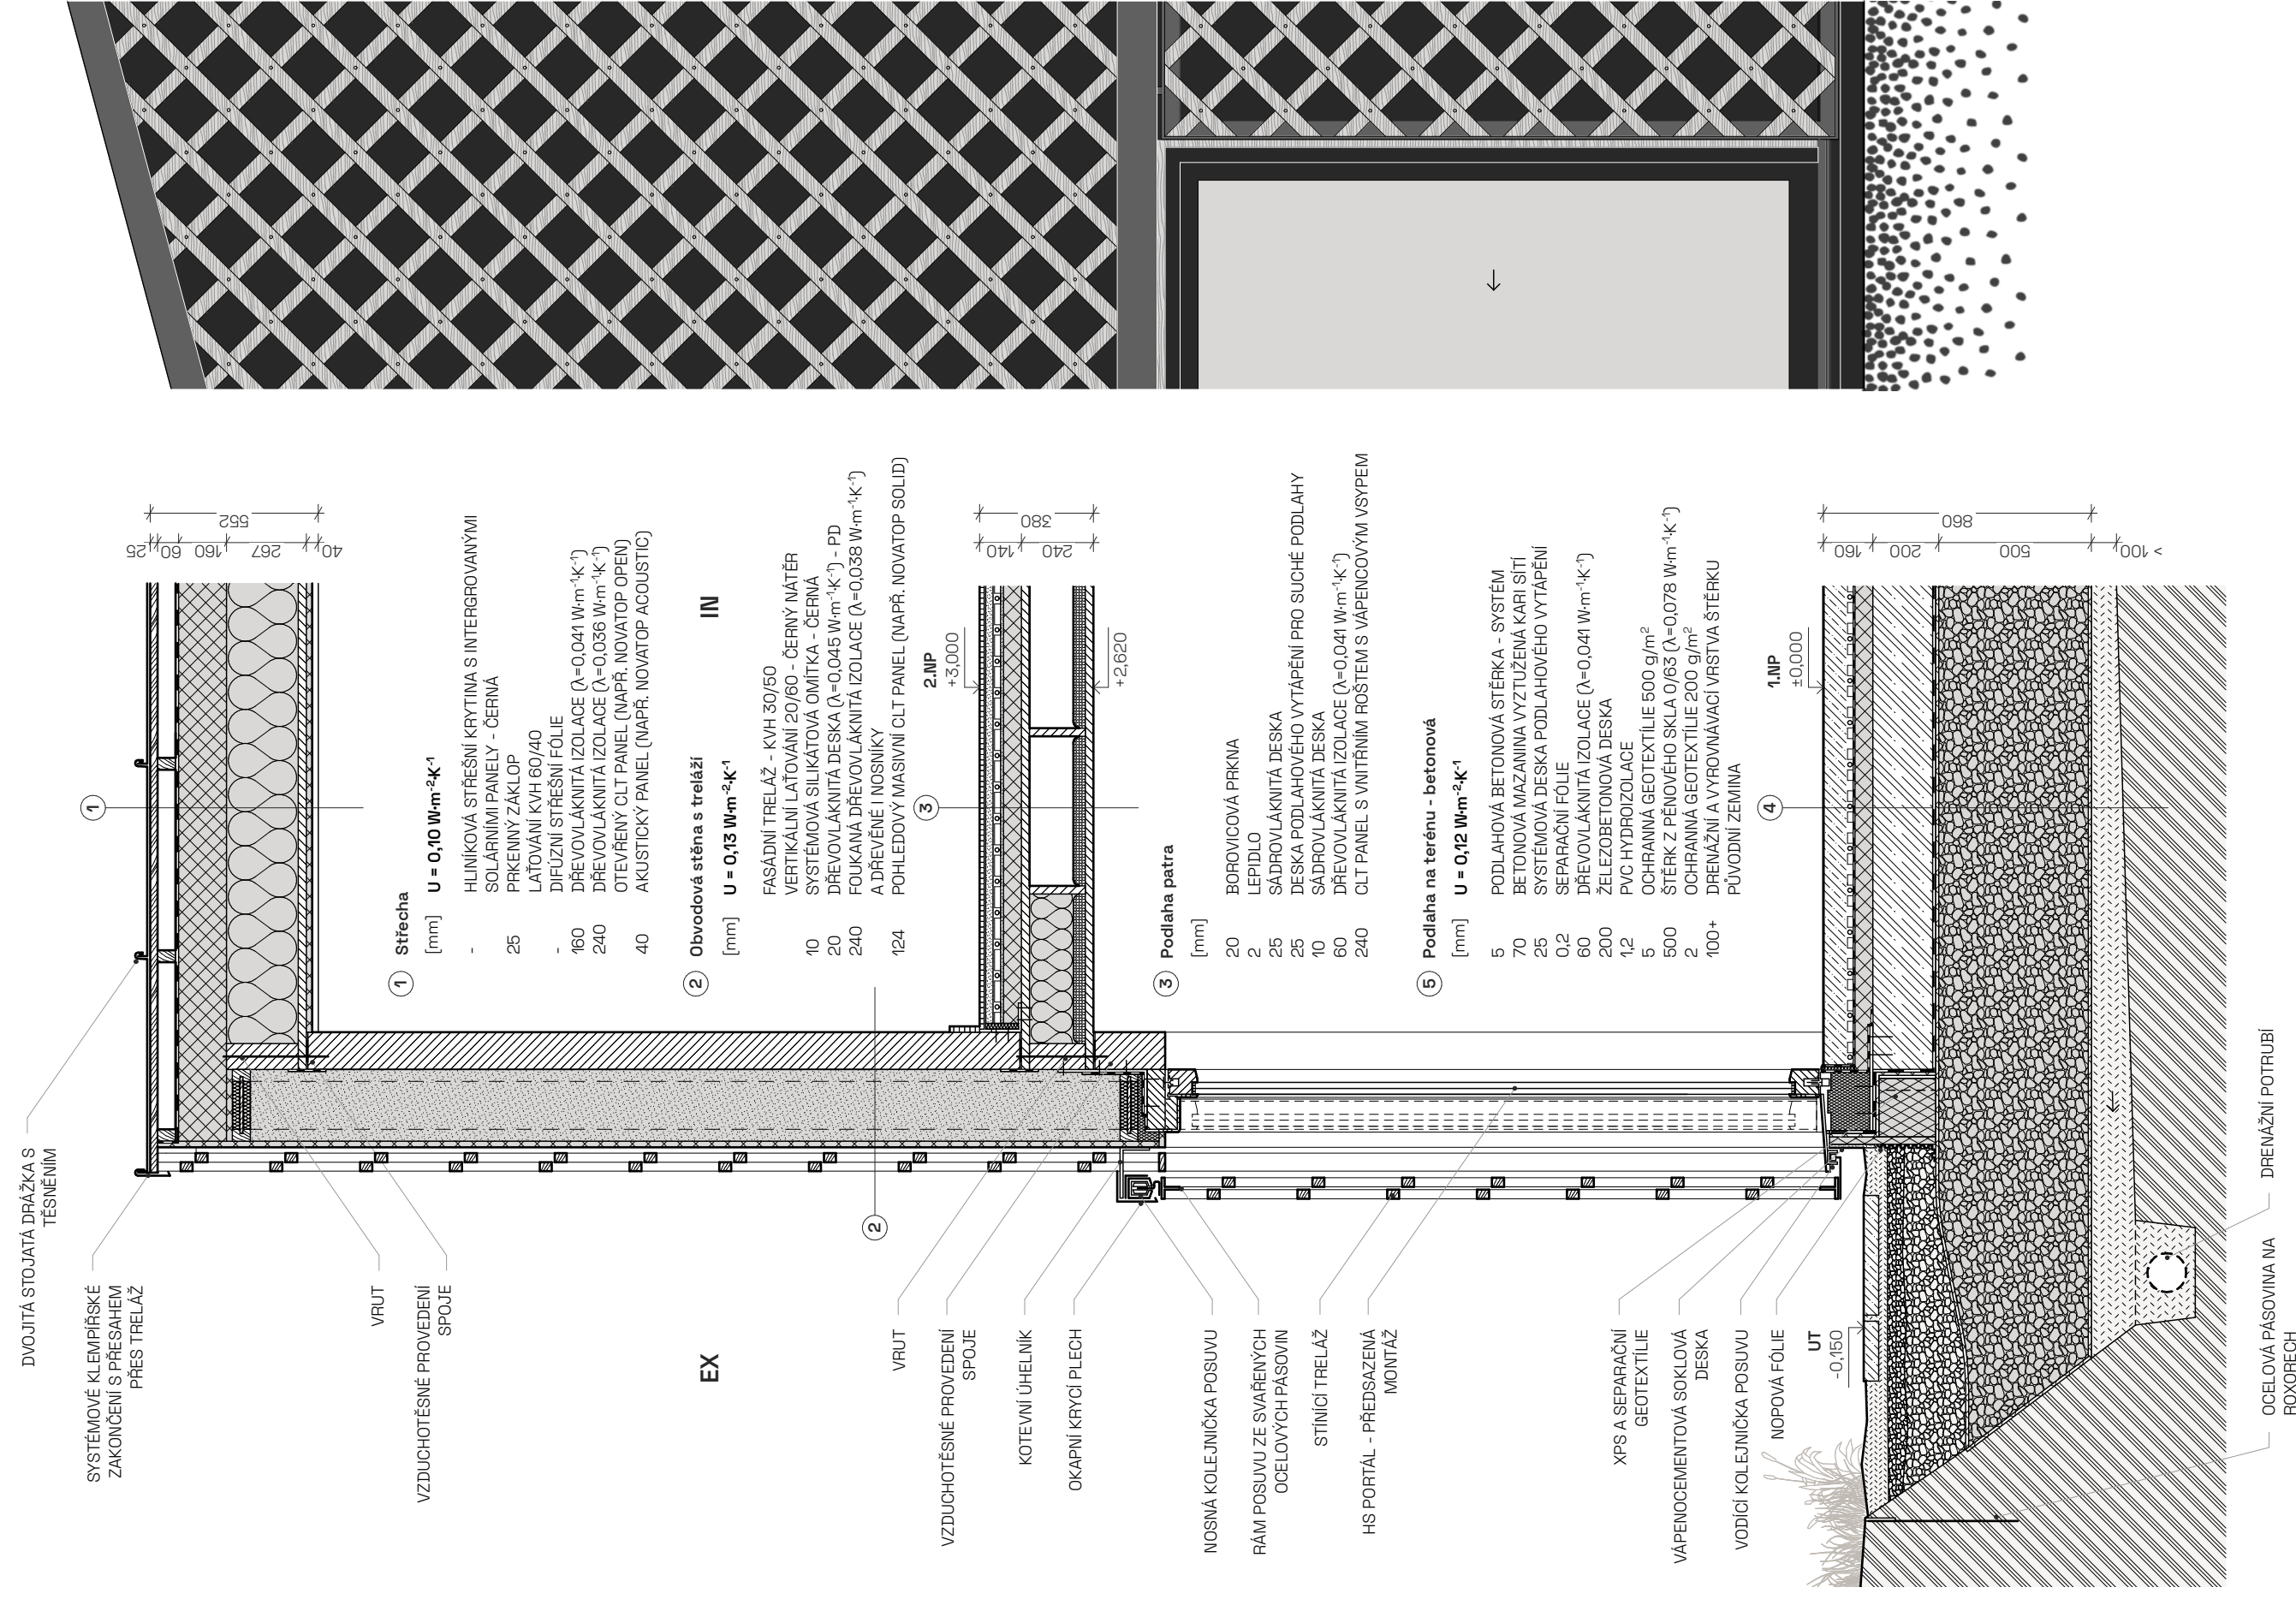 DVOJITÁ STOJATÁ DRÁŽKA S
TĚSNĚNÍM
SYSTÉMOVÉ KLEMPÍŘSKÉ
ZAKONČENÍ S PŘESAHEM
PŘES TRELÁŽ
VRUT
VZDUCHOTĚSNÉ PROVEDENÍ
SPOJE
EX
VRUT
VZDUCHOTĚSNÉ PROVEDENÍ
SPOJE
KOTEVNÍ ÚHELNÍK
OKAPNÍ KRYCÍ PLECH
NOSNÁ KOLEJNIČKA POSUVU
RÁM POSUVU ZE SVAŘENÝCH
OCELOVÝCH PÁSOVIN
STÍNÍCÍ TRELÁŽ
HS PORTÁL - PŘEDSAZENÁ
MONTÁŽ
XPS A SEPARAČNÍ
GEOTEXTÍLIE
VÁPENOCEMENTOVÁ SOKLOVÁ
DESKA
VODÍCÍ KOLEJNIČKA POSUVU
NOPOVÁ FÓLIE
UT
-0,150
OCELOVÁ PÁSOVINA NA
ROXORECH
DRENÁŽNÍ POTRUBÍ
1
2
3
4
1 Střecha
[mm] U = 0,10 W·m⁻²·K⁻¹
- HLINÍKOVÁ STŘEŠNÍ KRYTINA S INTERGROVANÝMI
SOLÁRNÍMI PANELY - ČERNÁ
25 PRKENNÝ ZÁKLOP
LAŤOVÁNÍ KVH 60/40
- DIFÚZNÍ STŘEŠNÍ FÓLIE
160 DŘEVOVLÁKNITÁ IZOLACE (λ=0,041 W·m⁻¹·K⁻¹)
240 DŘEVOVLÁKNITÁ IZOLACE (λ=0,036 W·m⁻¹·K⁻¹)
OTEVŘENÝ CLT PANEL (NAPŘ. NOVATOP OPEN)
40 AKUSTICKÝ PANEL (NAPŘ. NOVATOP ACOUSTIC)
2 Obvodová stěna s treláží
[mm] U = 0,13 W·m⁻²·K⁻¹
FASÁDNÍ TRELÁŽ - KVH 30/50
VERTIKÁLNÍ LAŤOVÁNÍ 20/60 - ČERNÝ NÁTĚR
10 SYSTÉMOVÁ SILIKÁTOVÁ OMÍTKA - ČERNÁ
20 DŘEVOVLÁKNITÁ DESKA (λ=0,045 W·m⁻¹·K⁻¹) - PD
240 FOUKANÁ DŘEVOVLÁKNITÁ IZOLACE (λ=0,038 W·m⁻¹·K⁻¹)
A DŘEVĚNÉ I NOSNÍKY
124 POHLEDOVÝ MASIVNÍ CLT PANEL (NAPŘ. NOVATOP SOLID)
3 Podlaha patra
[mm]
20 BOROVICOVÁ PRKNA
2 LEPIDLO
25 SÁDROVLÁKNITÁ DESKA
25 DESKA PODLAHOVÉHO VYTÁPĚNÍ PRO SUCHÉ PODLAHY
10 SÁDROVLÁKNITÁ DESKA
60 DŘEVOVLÁKNITÁ IZOLACE (λ=0,041 W·m⁻¹·K⁻¹)
240 CLT PANEL S VNITŘNÍM ROŠTEM S VÁPENCOVÝM VSYPEM
5 Podlaha na terénu - betonová
[mm] U = 0,12 W·m⁻²·K⁻¹
5 PODLAHOVÁ BETONOVÁ STĚRKA - SYSTÉM
70 BETONOVÁ MAZANINA VYZTUŽENÁ KARI SÍTÍ
25 SYSTÉMOVÁ DESKA PODLAHOVÉHO VYTÁPĚNÍ
0,2 SEPARAČNÍ FÓLIE
60 DŘEVOVLÁKNITÁ IZOLACE (λ=0,041 W·m⁻¹·K⁻¹)
200 ŽELEZOBETONOVÁ DESKA
1,2 PVC HYDROIZOLACE
5 OCHRANNÁ GEOTEXTÍLIE 500 g/m²
500 ŠTĚRK Z PĚNOVÉHO SKLA 0/63 (λ=0,078 W·m⁻¹·K⁻¹)
2 OCHRANNÁ GEOTEXTÍLIE 200 g/m²
100+ DRENÁŽNÍ A VYROVNÁVACÍ VRSTVA ŠTĚRKU
PŮVODNÍ ZEMINA
IN
2.NP
+3,000
+2,620
1.NP
±0,000
25
60
160
267
40
552
140
240
380
160
200
500
> 100
860